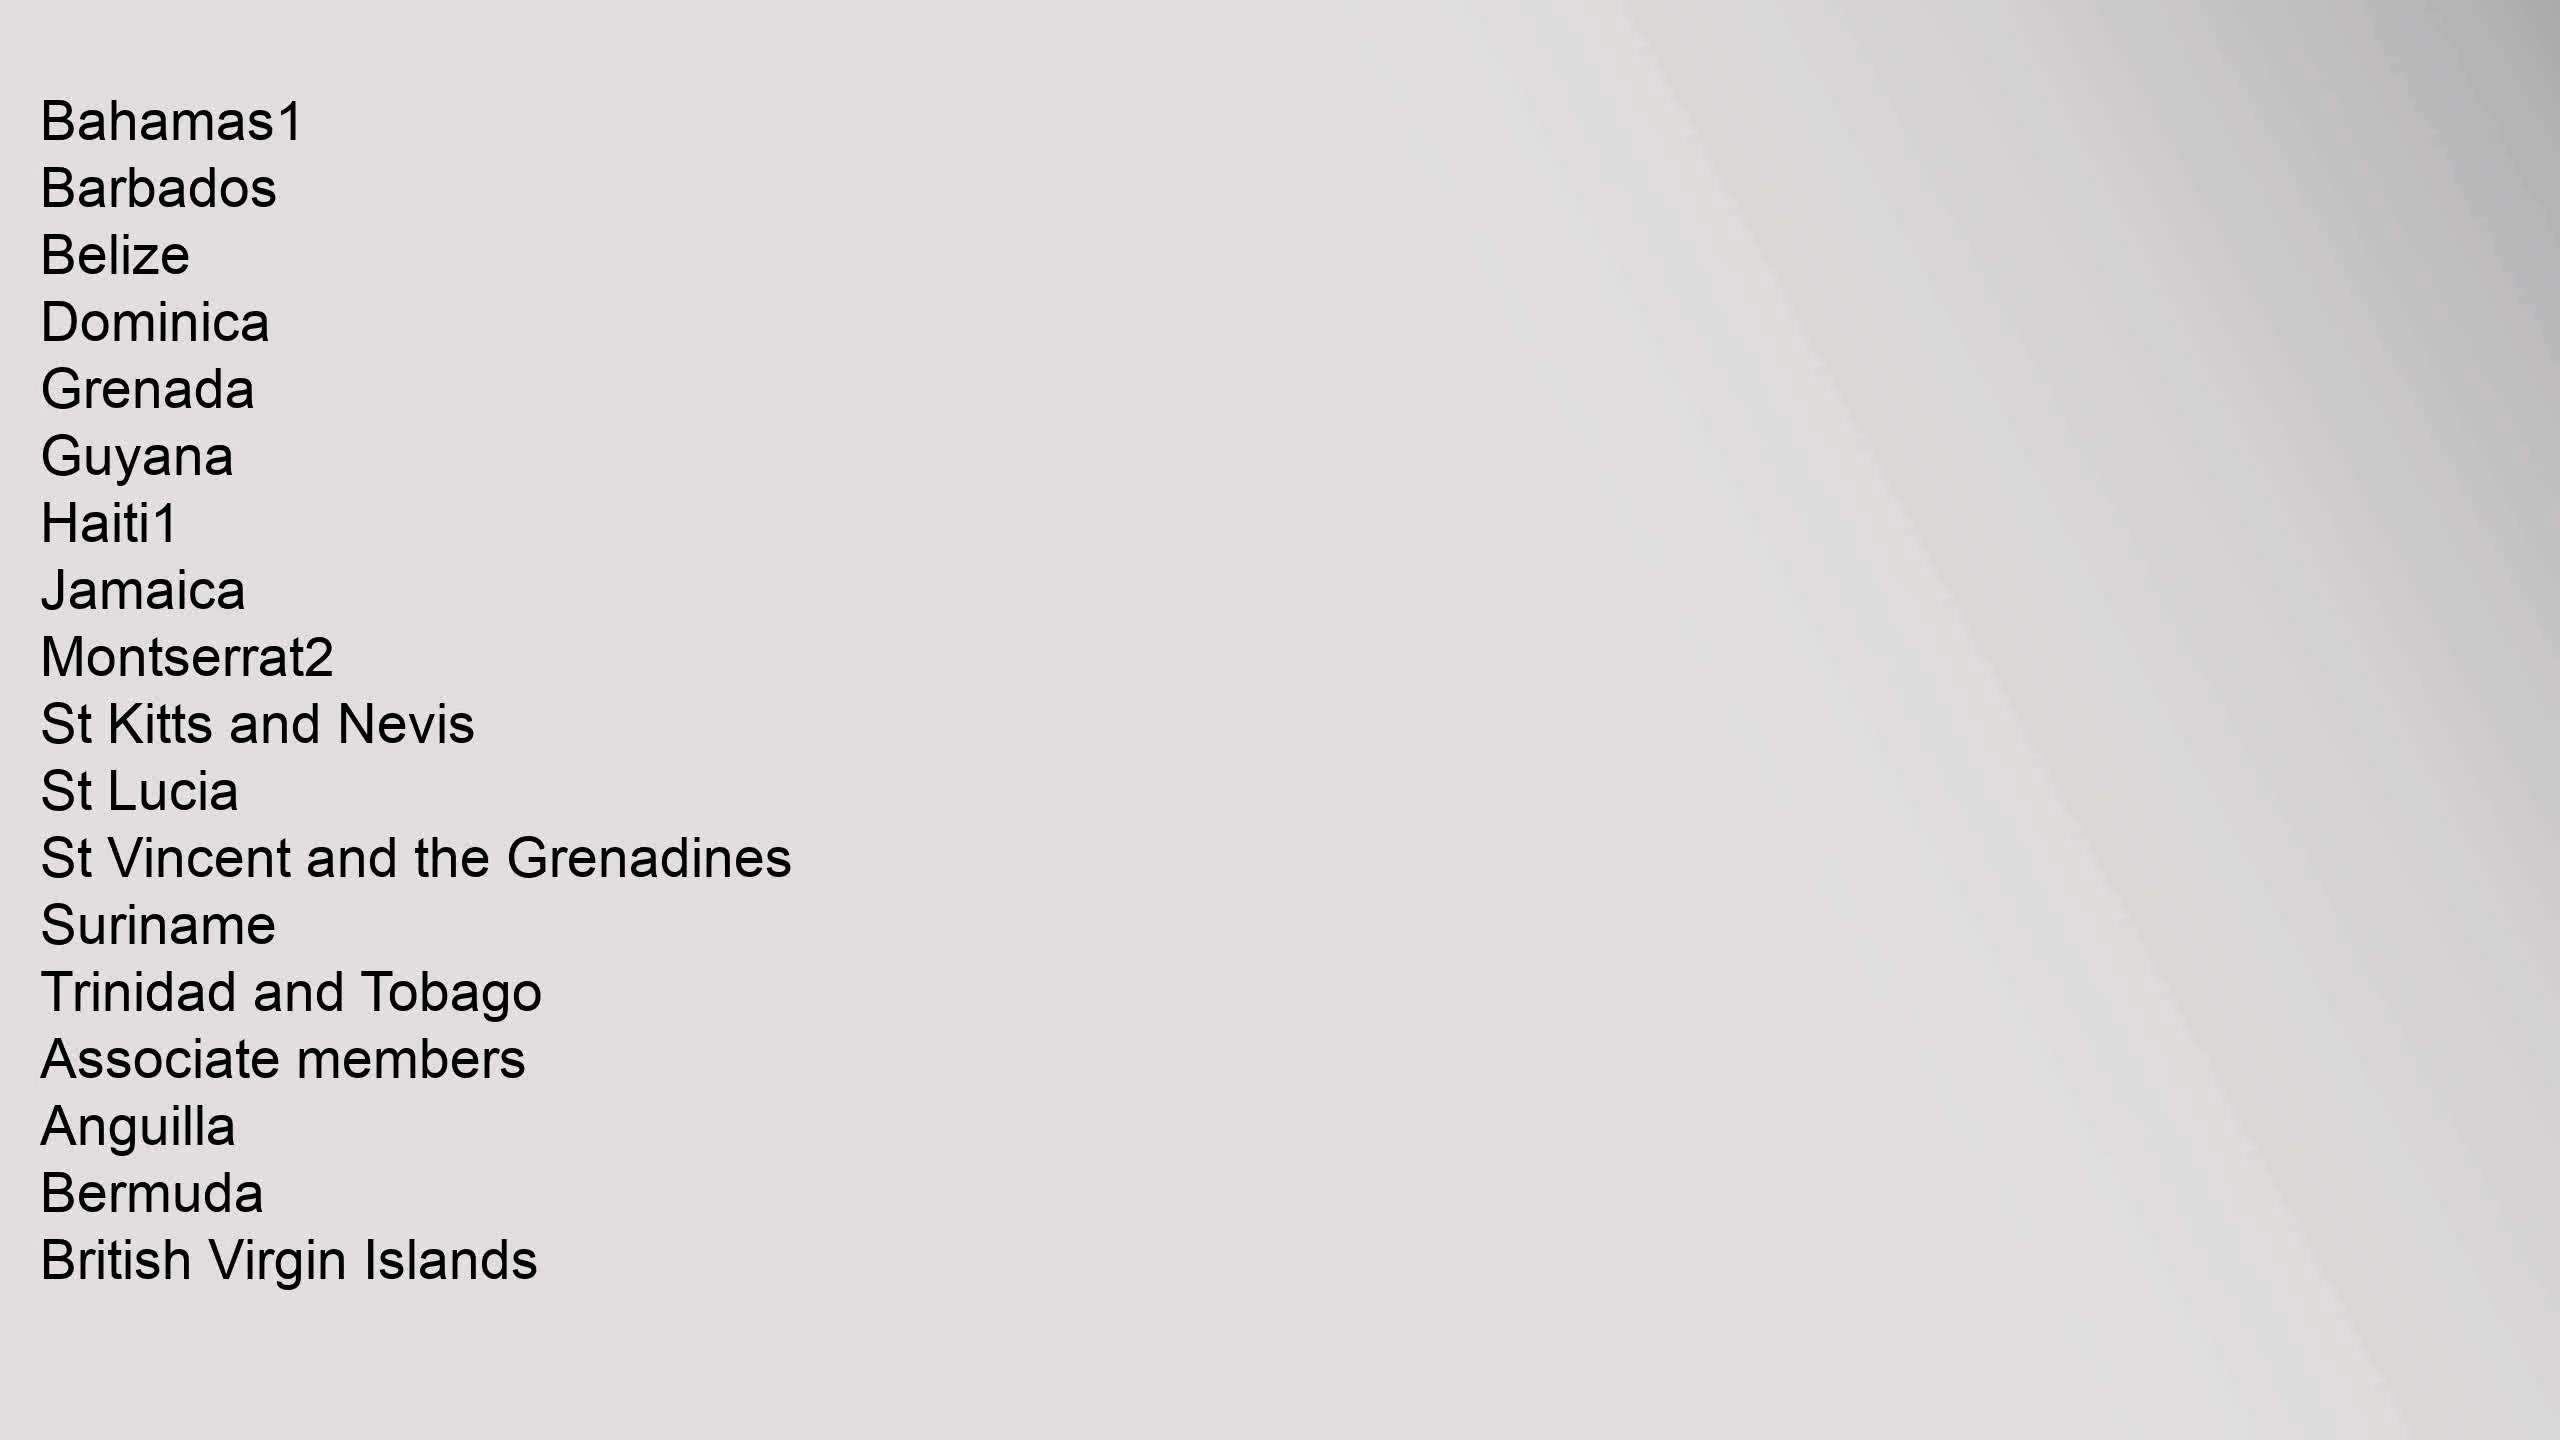 Bahamas1
Barbados
Belize
Dominica
Grenada
Guyana
Haiti1
Jamaica
Montserrat2
St Kitts and Nevis
St Lucia
St Vincent and the Grenadines
Suriname
Trinidad and Tobago
Associate members
Anguilla
Bermuda
British Virgin Islands